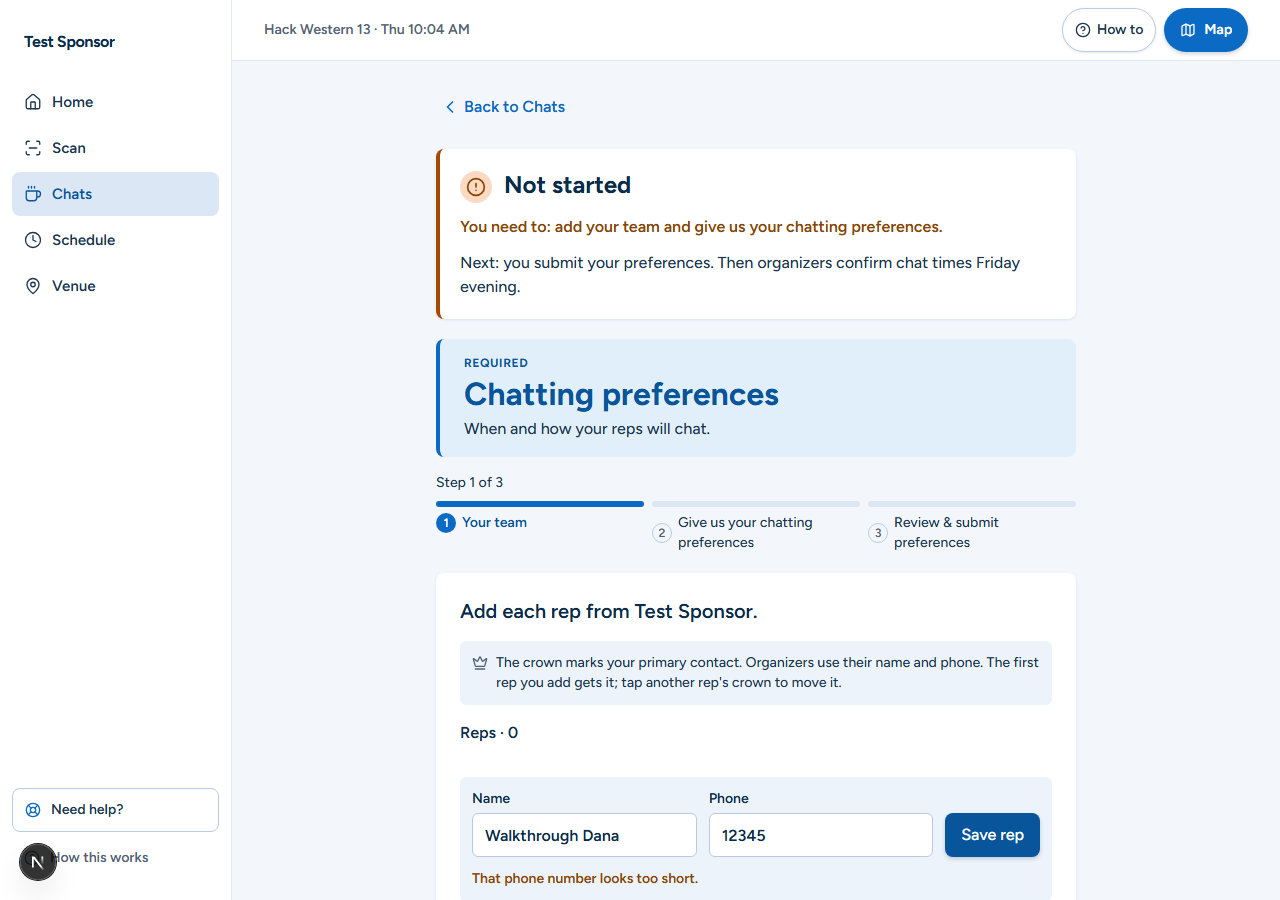 Test Sponsor
Home
Scan
Chats
Schedule
Venue
Need help?
How this works
N
Hack Western 13 · Thu 10:04 AM
How to
Map
Back to Chats
Not started
You need to: add your team and give us your chatting preferences.
Next: you submit your preferences. Then organizers confirm chat times Friday
evening.
REQUIRED
Chatting preferences
When and how your reps will chat.
Step 1 of 3
1 Your team
2 Give us your chatting
preferences
3 Review & submit
preferences
Add each rep from Test Sponsor.
The crown marks your primary contact. Organizers use their name and phone. The first
rep you add gets it; tap another rep's crown to move it.
Reps · 0
Name
Phone
Walkthrough Dana
12345
Save rep
That phone number looks too short.